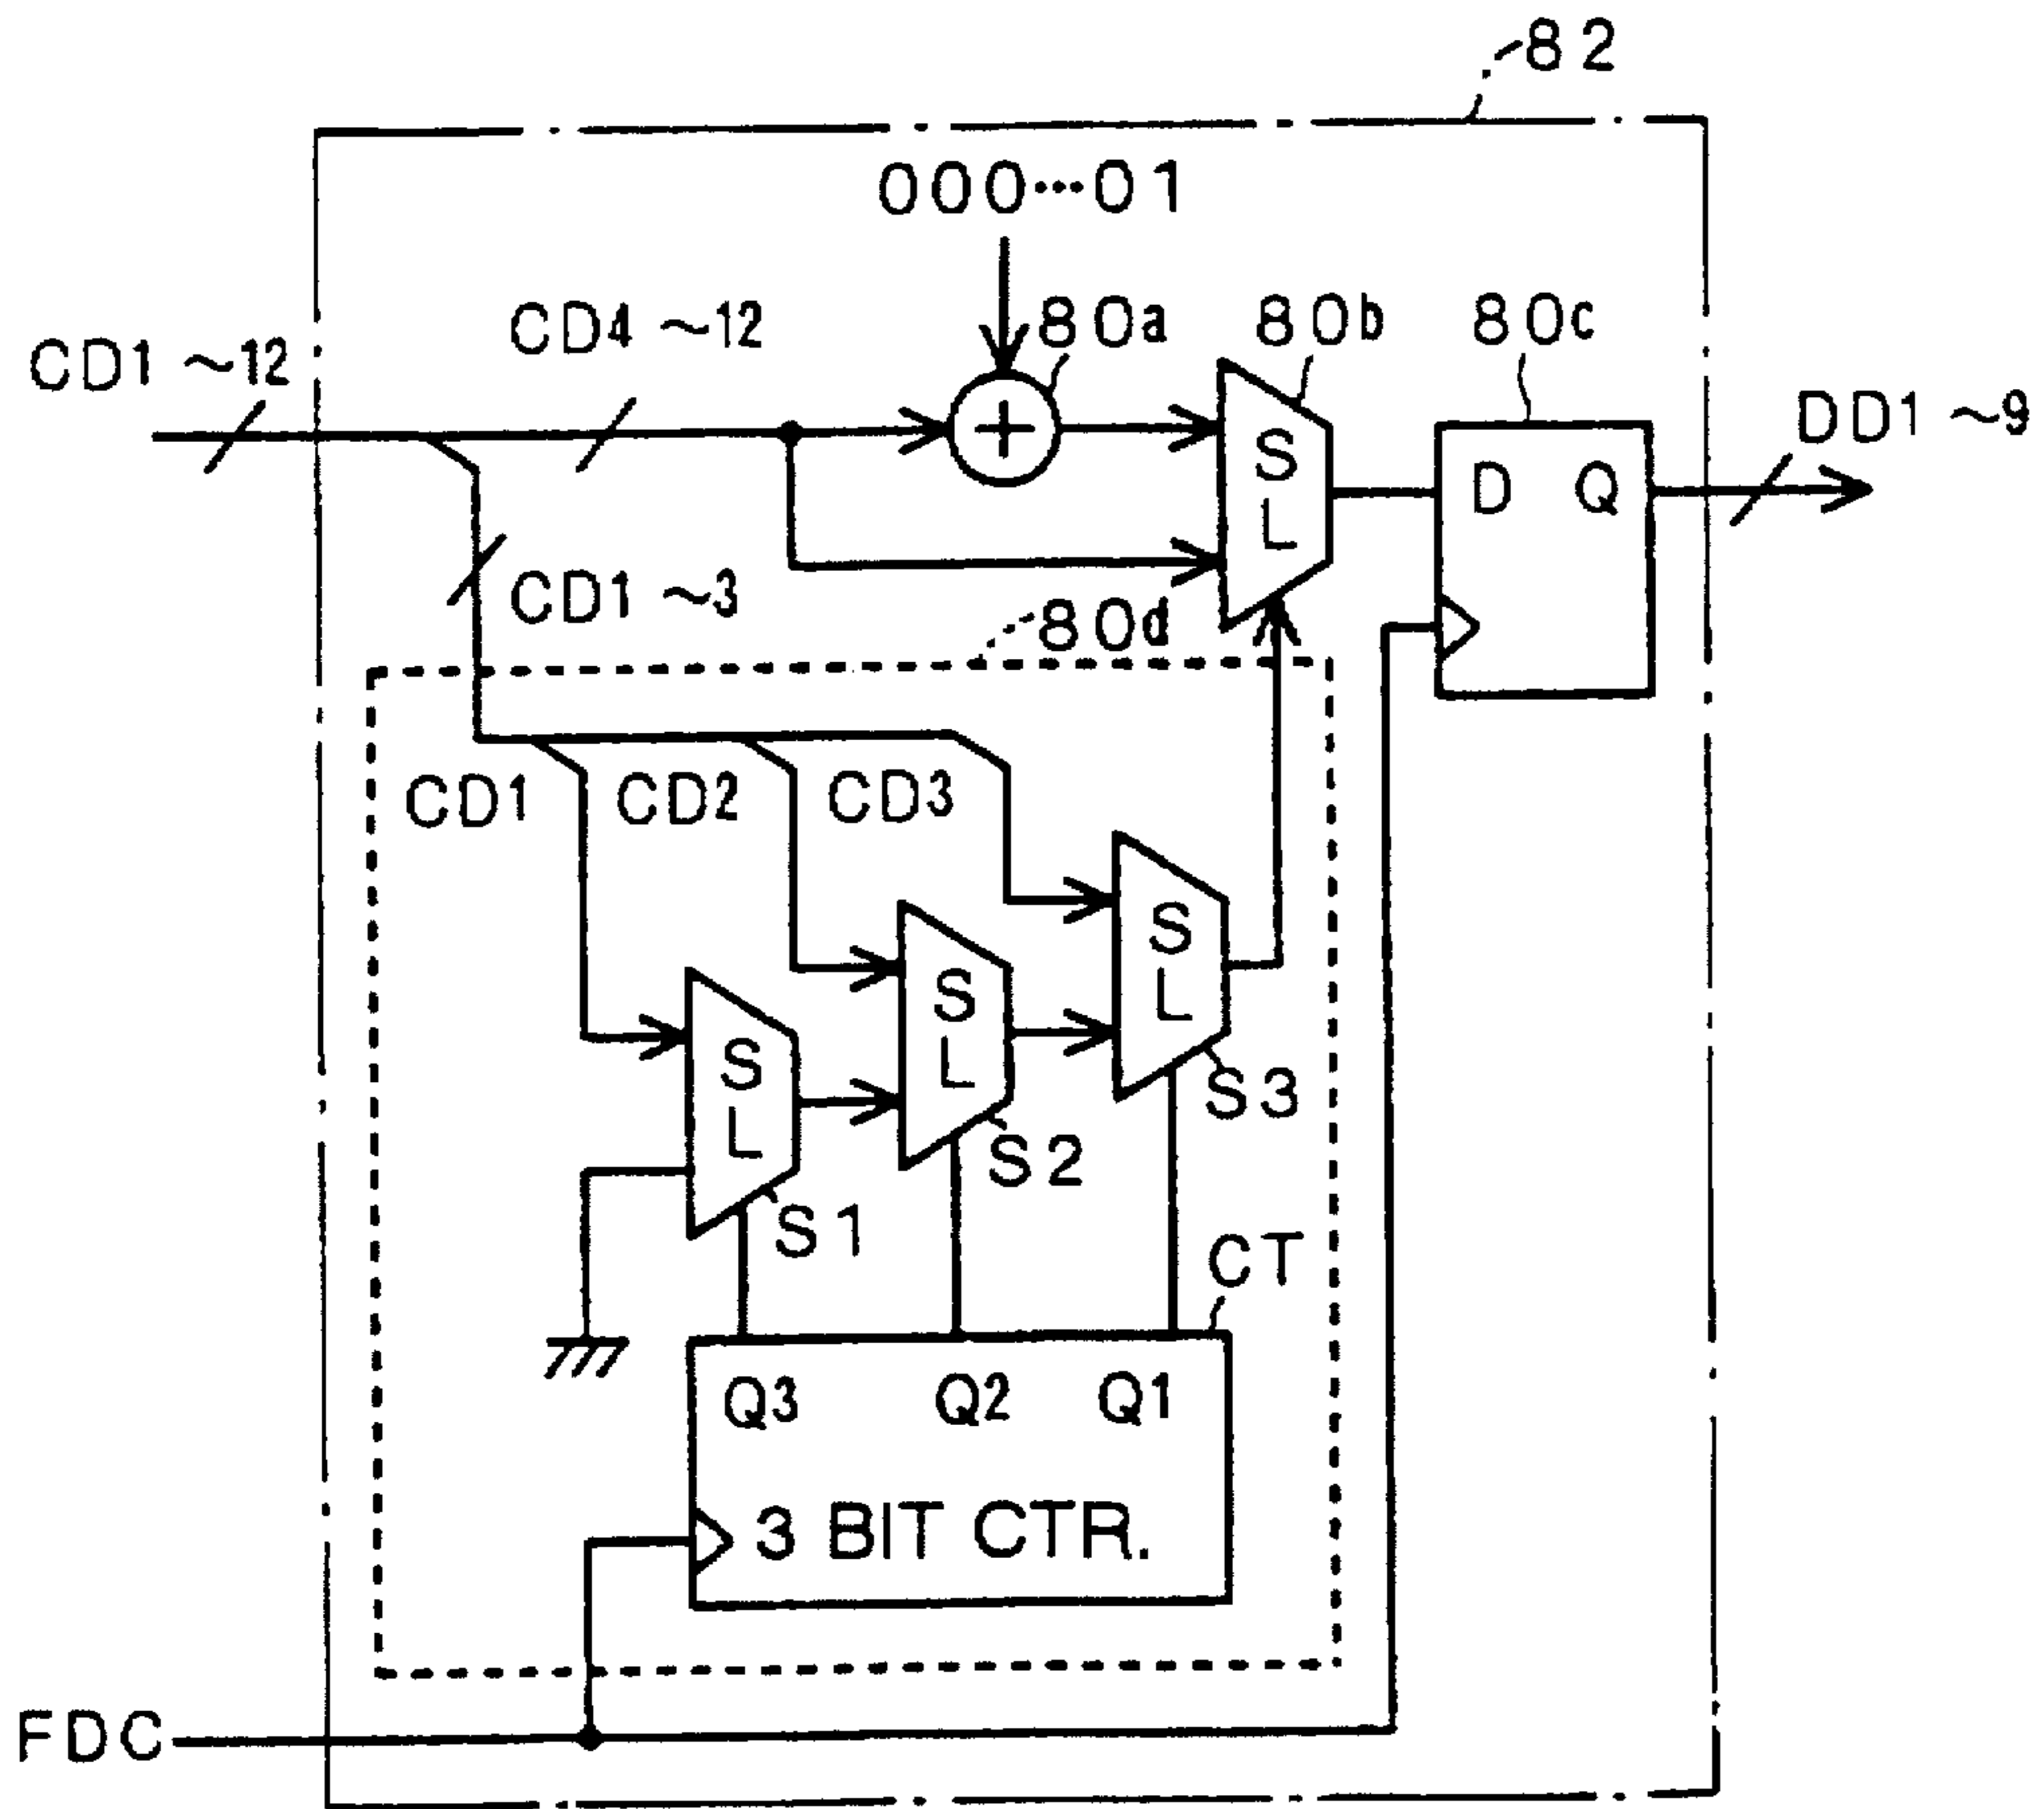 82
000···01
CD4 ~12
80a
80b
80c
CD1 ~12
DD1 ~9
S
L
D Q
CD1 ~3
80d
CD1
CD2
CD3
S
L
S
L
S
L
S3
S2
S1
CT
Q3 Q2 Q1
3 BIT CTR.
FDC